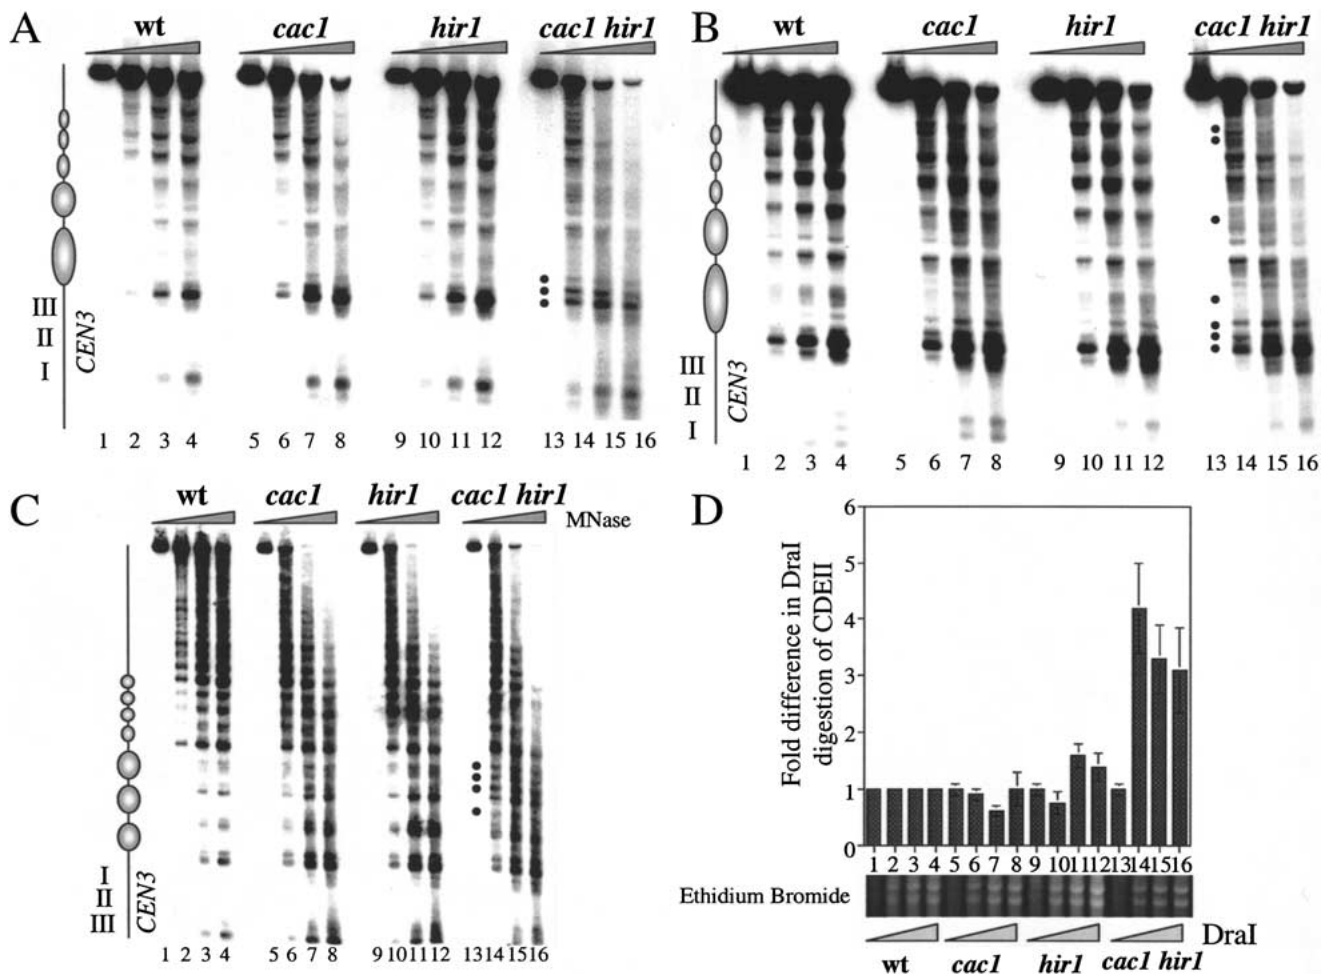 A
wt
cac1
hir1
cac1 hir1
III
II
I
CEN3
1 2 3 4 5 6 7 8 9 10 11 12 13 14 15 16
B
wt
cac1
hir1
cac1 hir1
III
II
I
CEN3
1 2 3 4 5 6 7 8 9 10 11 12 13 14 15 16
C
wt
cac1
hir1
cac1 hir1
MNase
I
II
III
CEN3
1 2 3 4 5 6 7 8 9 10 11 12 13 14 15 16
D
Fold difference in DraI
digestion of CDEII
6
5
4
3
2
1
0
1 2 3 4 5 6 7 8 9 10 11 12 13 14 15 16
Ethidium Bromide
DraI
wt
cac1
hir1
cac1 hir1